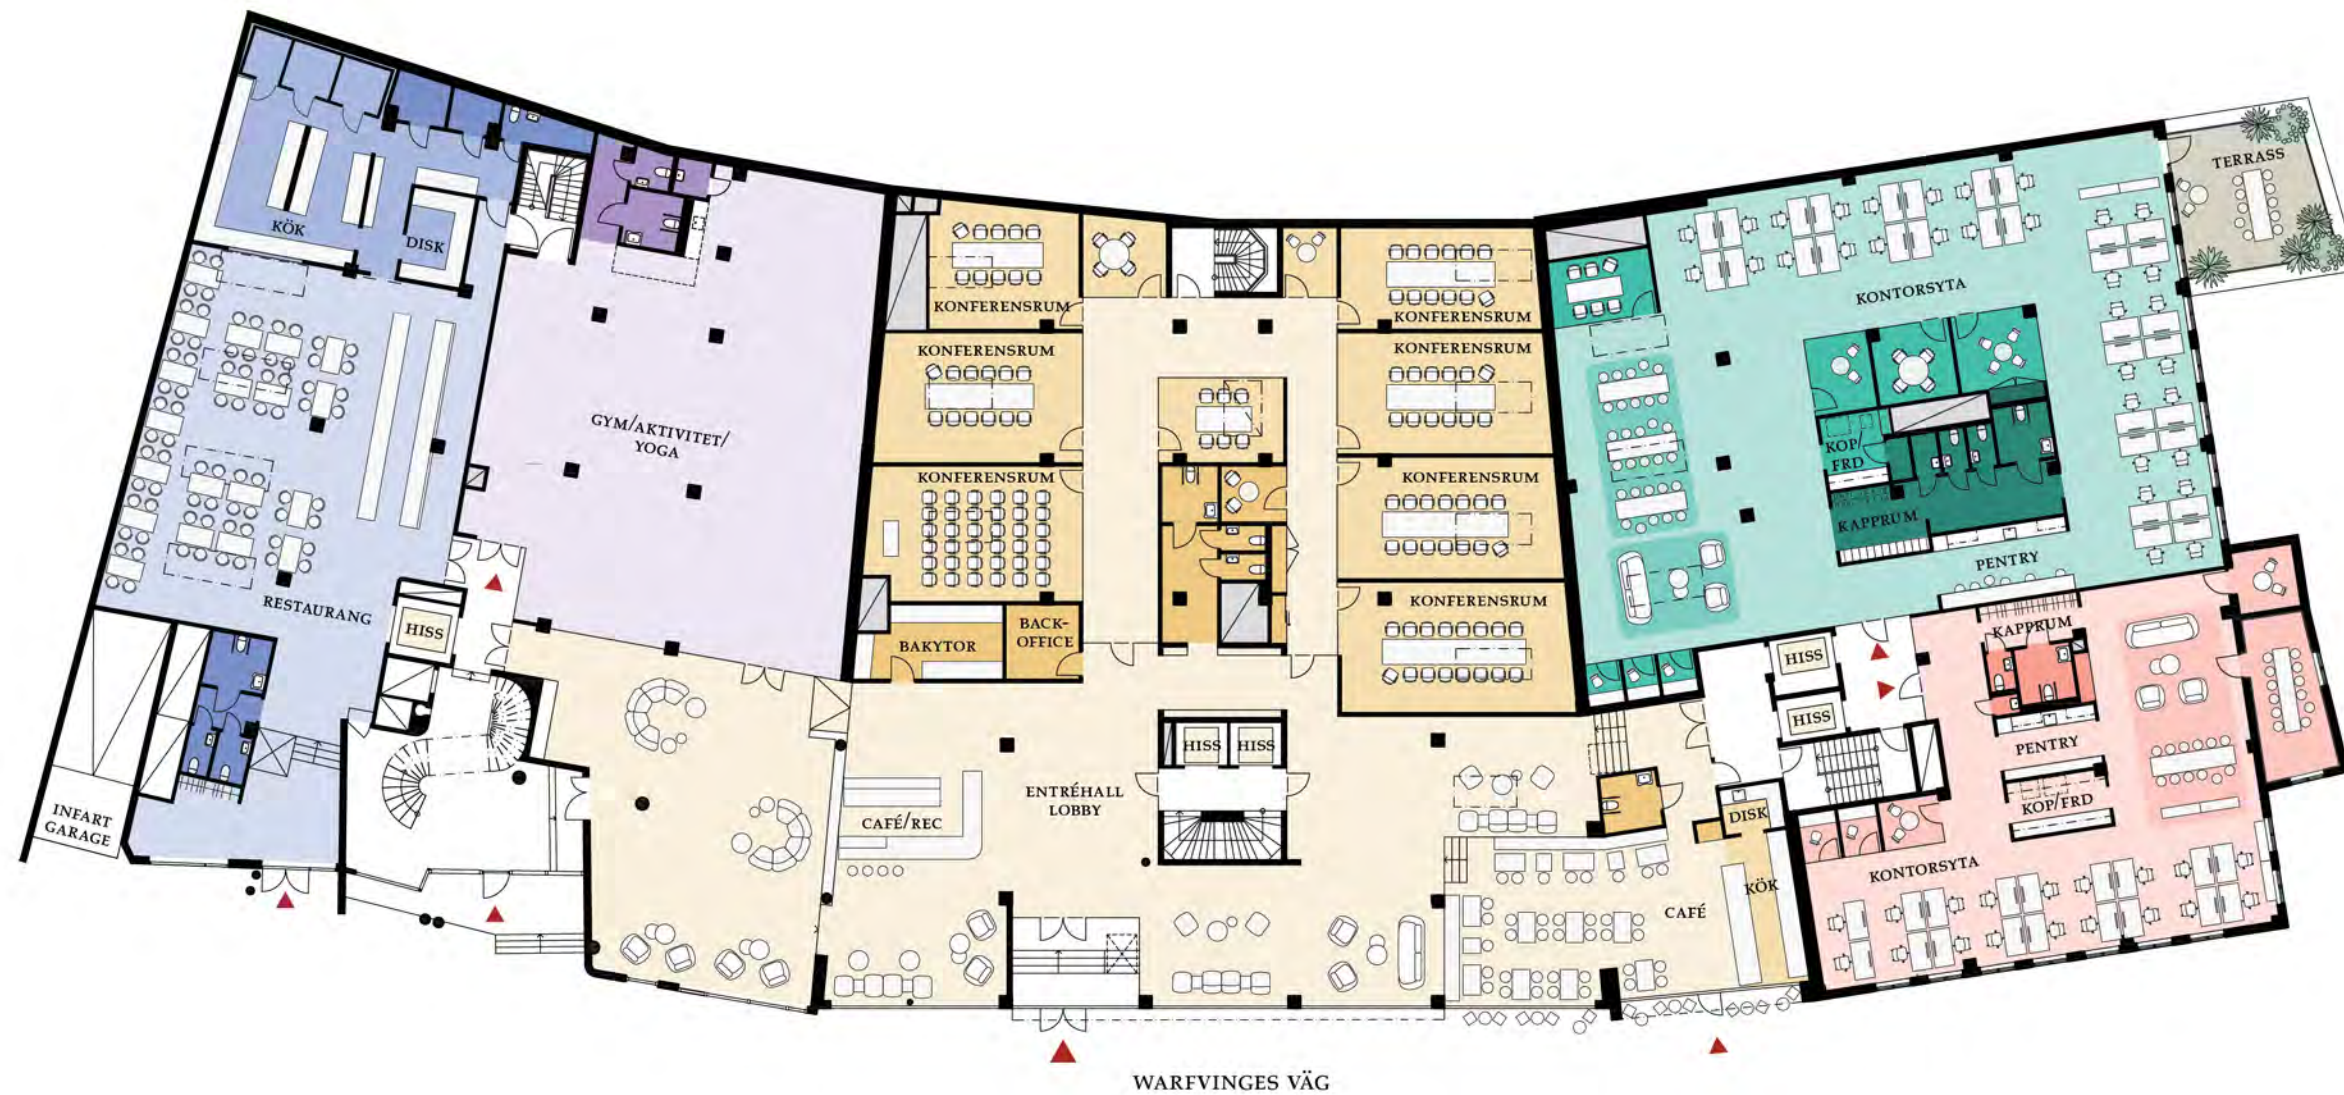 TERRASS
KÖK
DISK
KONTORSYTA
KONFERENSRUM
KONFERENSRUM
KONFERENSRUM
KONFERENSRUM
GYM/AKTIVITET/
YOGA
KOP/
FRD
KONFERENSRUM
KONFERENSRUM
KAPPRUM
PENTRY
RESTAURANG
HISS
KONFERENSRUM
BACK-
OFFICE
BAKYTOR
KAPPRUM
HISS
HISS
HISS
HISS
PENTRY
ENTRÉHALL
LOBBY
INFART
GARAGE
CAFÉ/REC
DISK
KOP/FRD
KONTORSYTA
KÖK
CAFÉ
WARFVINGES VÄG